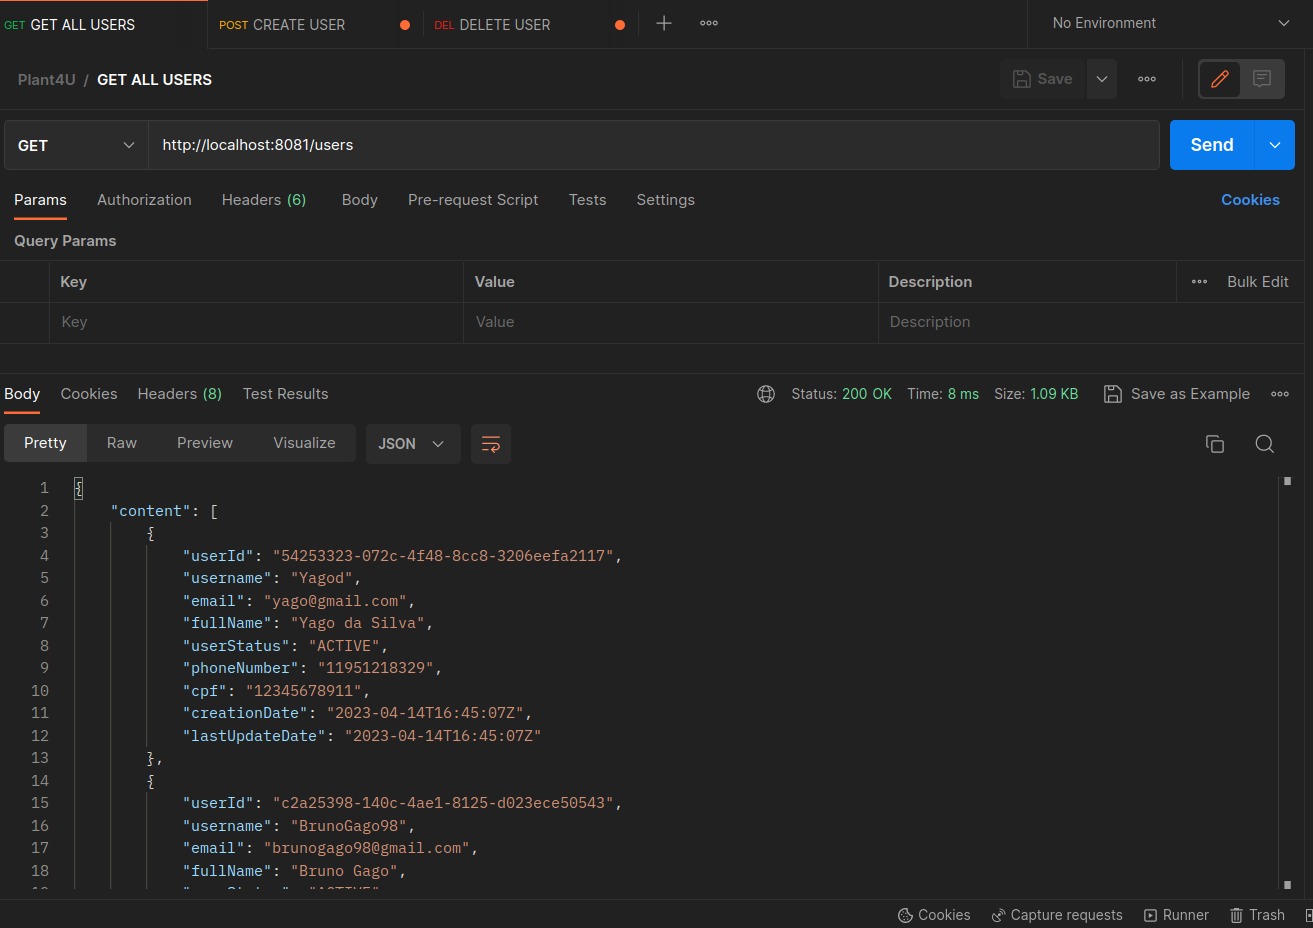 GET GET ALL USERS POST CREATE USER DEL DELETE USER No Environment
Plant4U / GET ALL USERS Save
GET http://localhost:8081/users Send
Params Authorization Headers (6) Body Pre-request Script Tests Settings Cookies
Query Params
Key Value Description Bulk Edit
Key Value Description
Body Cookies Headers (8) Test Results Status: 200 OK Time: 8 ms Size: 1.09 KB Save as Example
Pretty Raw Preview Visualize JSON
1 {
2 "content": [
3 {
4 "userId": "54253323-072c-4f48-8cc8-3206eefa2117",
5 "username": "Yagod",
6 "email": "yago@gmail.com",
7 "fullName": "Yago da Silva",
8 "userStatus": "ACTIVE",
9 "phoneNumber": "11951218329",
10 "cpf": "12345678911",
11 "creationDate": "2023-04-14T16:45:07Z",
12 "lastUpdateDate": "2023-04-14T16:45:07Z"
13 },
14 {
15 "userId": "c2a25398-140c-4ae1-8125-d023ece50543",
16 "username": "BrunoGago98",
17 "email": "brunogago98@gmail.com",
18 "fullName": "Bruno Gago",
Cookies Capture requests Runner Trash